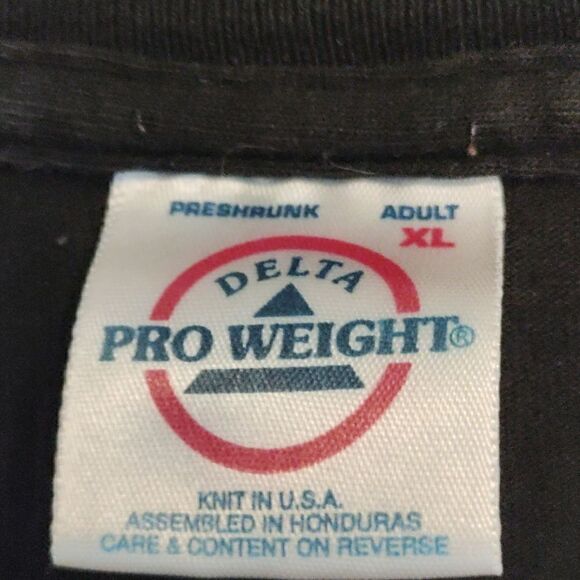 PRESHRUNK ADULT
XL
DELTA
PRO WEIGHT®
KNIT IN U.S.A.
ASSEMBLED IN HONDURAS
CARE & CONTENT ON REVERSE